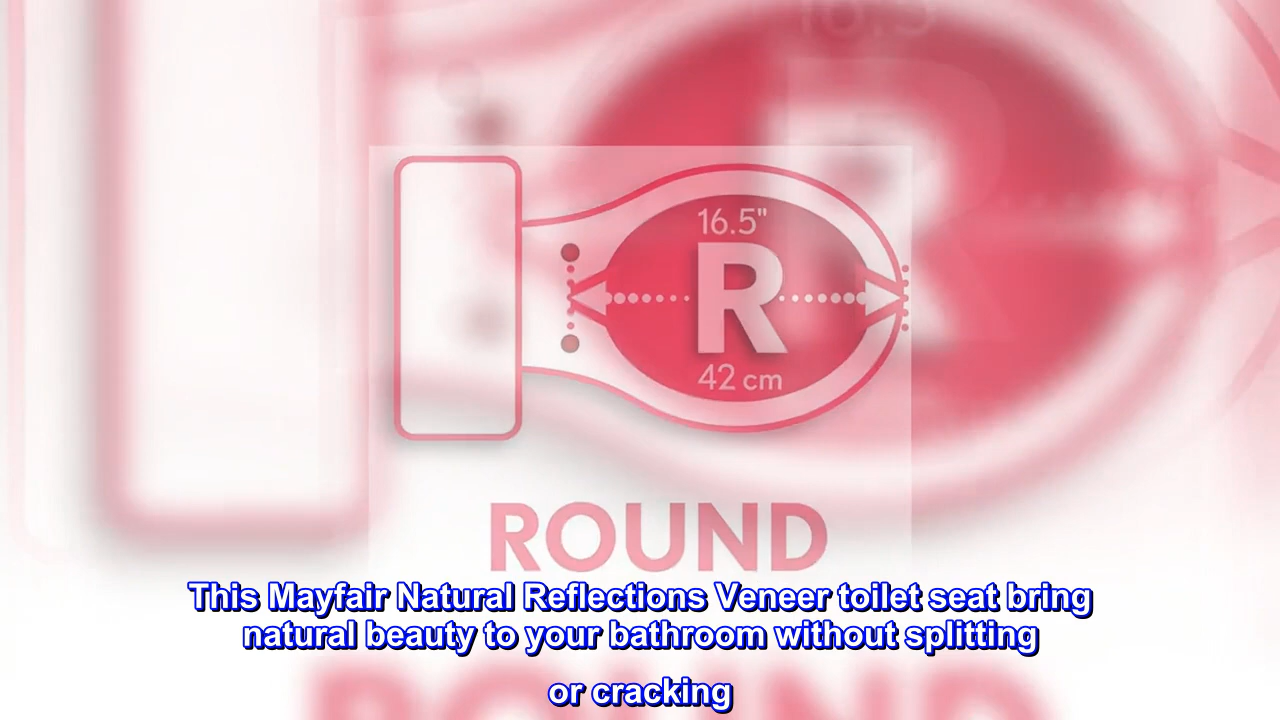 16.5"
R
42 cm
ROUND
This Mayfair Natural Reflections Veneer toilet seat bring
natural beauty to your bathroom without splitting
or cracking